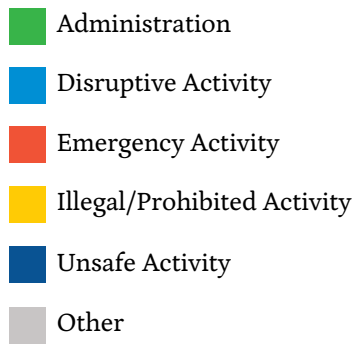 Administration
Disruptive Activity
Emergency Activity
Illegal/Prohibited Activity
Unsafe Activity
Other